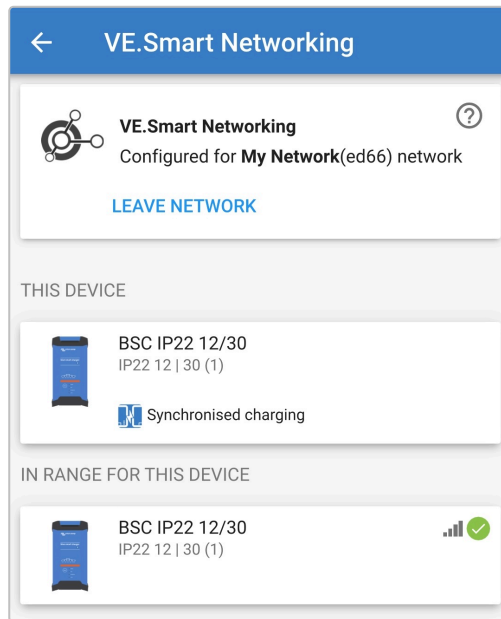 VE.Smart Networking
VE.Smart Networking
Configured for My Network(ed66) network
LEAVE NETWORK
THIS DEVICE
BSC IP22 12/30
IP22 12 | 30 (1)
Synchronised charging
IN RANGE FOR THIS DEVICE
BSC IP22 12/30
IP22 12 | 30 (1)